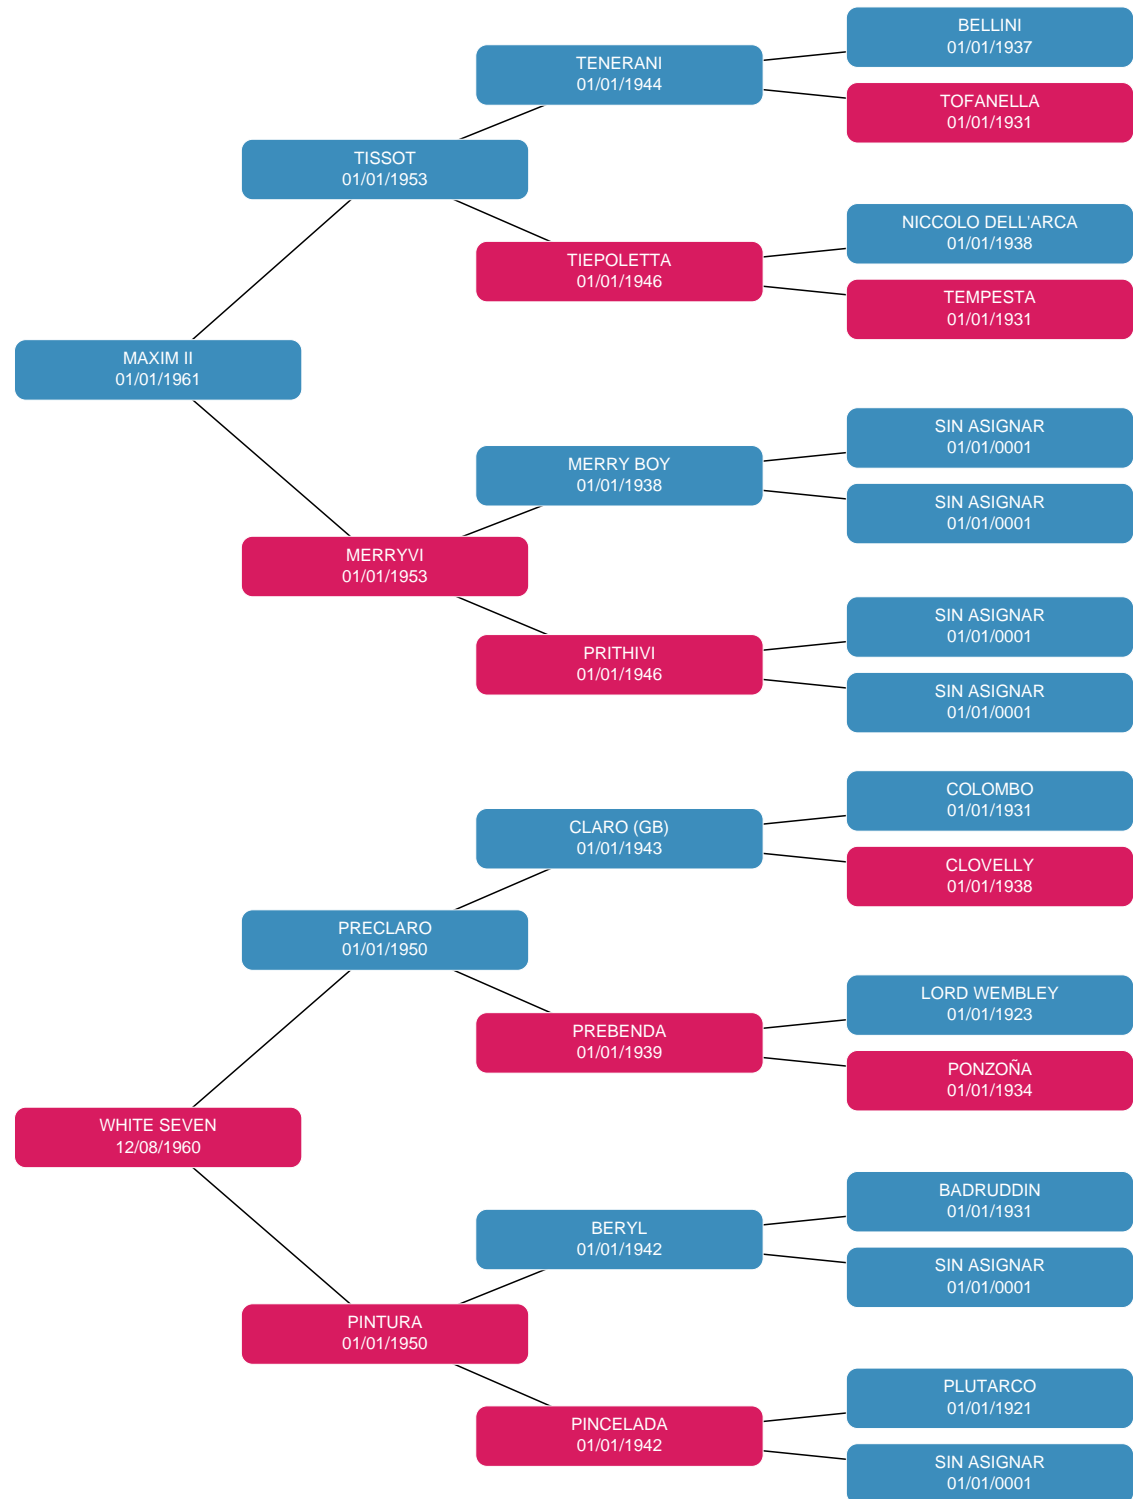 BELLINI
01/01/1937
TENERANI
01/01/1944
TOFANELLA
01/01/1931
TISSOT
01/01/1953
NICCOLO DELL'ARCA
01/01/1938
TIEPOLETTA
01/01/1946
TEMPESTA
01/01/1931
MAXIM II
01/01/1961
SIN ASIGNAR
01/01/0001
MERRY BOY
01/01/1938
SIN ASIGNAR
01/01/0001
MERRYVI
01/01/1953
SIN ASIGNAR
01/01/0001
PRITHIVI
01/01/1946
SIN ASIGNAR
01/01/0001
COLOMBO
01/01/1931
CLARO (GB)
01/01/1943
CLOVELLY
01/01/1938
PRECLARO
01/01/1950
LORD WEMBLEY
01/01/1923
PREBENDA
01/01/1939
PONZOÑA
01/01/1934
WHITE SEVEN
12/08/1960
BADRUDDIN
01/01/1931
BERYL
01/01/1942
SIN ASIGNAR
01/01/0001
PINTURA
01/01/1950
PLUTARCO
01/01/1921
PINCELADA
01/01/1942
SIN ASIGNAR
01/01/0001